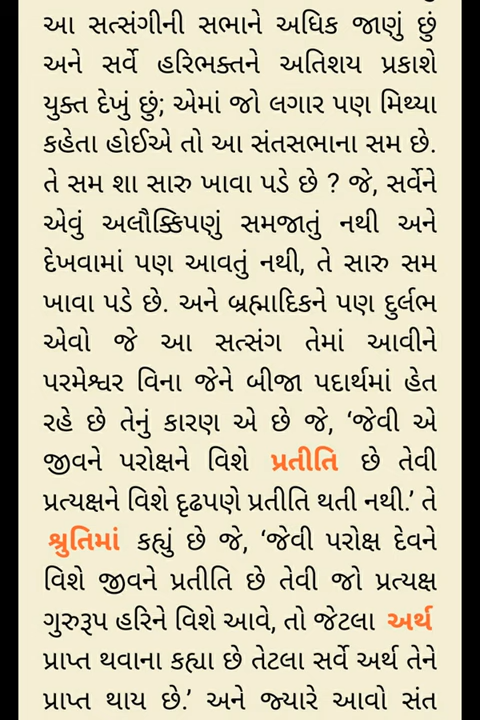 આ સત્સંગીની સભાને અધિક જાણું છું
અને સર્વે હરિભક્તને અતિશય પ્રકાશે
યુક્ત દેખું છું; એમાં જો લગાર પણ મિથ્યા
કહેતા હોઈએ તો આ સંતસભાના સમ છે.
તે સમ શા સારુ ખાવા પડે છે ? જે, સર્વેને
એવું અલૌક્કિપણું સમજાતું નથી અને
દેખવામાં પણ આવતું નથી, તે સારુ સમ
ખાવા પડે છે. અને બ્રહ્માદિકને પણ દુર્લભ
એવો જે આ સત્સંગ તેમાં આવીને
પરમેશ્વર વિના જેને બીજા પદાર્થમાં હેત
રહે છે તેનું કારણ એ છે જે, ‘જેવી એ
જીવને પરોક્ષને વિશે પ્રતીતિ છે તેવી
પ્રત્યક્ષને વિશે દૃઢપણે પ્રતીતિ થતી નથી.’ તે
શ્રુતિમાં કહ્યું છે જે, ‘જેવી પરોક્ષ દેવને
વિશે જીવને પ્રતીતિ છે તેવી જો પ્રત્યક્ષ
ગુરુરૂપ હરિને વિશે આવે, તો જેટલા અર્થ
પ્રાપ્ત થવાના કહ્યા છે તેટલા સર્વે અર્થ તેને
પ્રાપ્ત થાય છે.’ અને જ્યારે આવો સંત